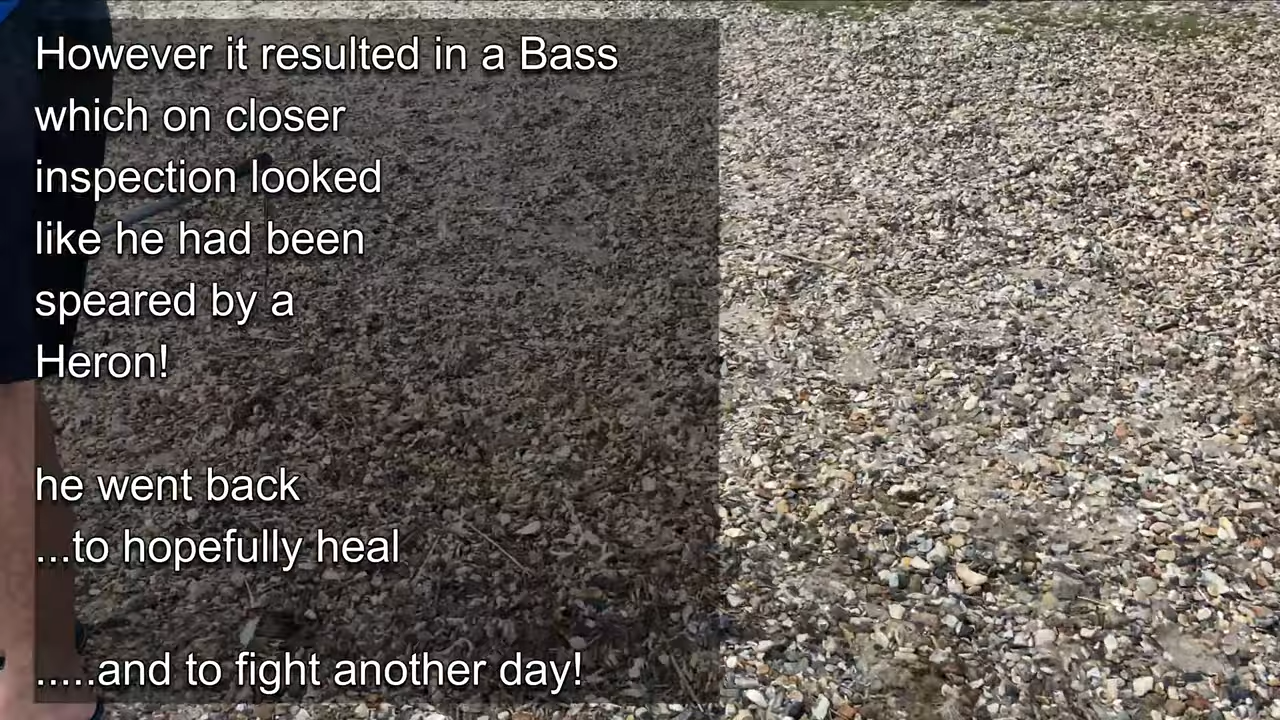 However it resulted in a Bass
which on closer
inspection looked
like he had been
speared by a
Heron!
he went back
...to hopefully heal
.....and to fight another day!